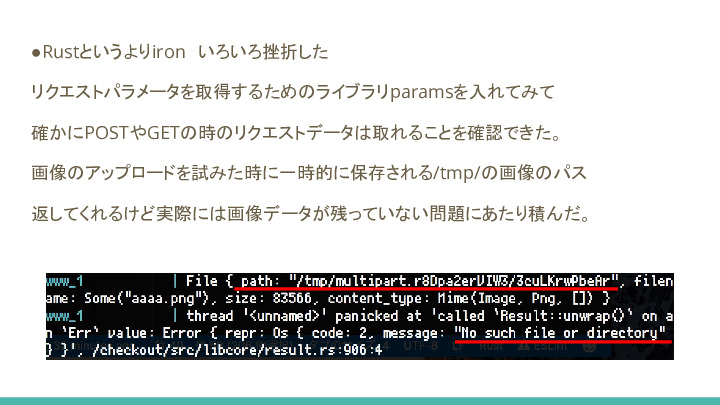 ●Rustというよりiron いろいろ挫折した
リクエストパラメータを取得するためのライブラリparamsを入れてみて
確かにPOSTやGETの時のリクエストデータは取れることを確認できた。
画像のアップロードを試みた時に一時的に保存される/tmp/の画像のパス
返してくれるけど実際には画像データが残っていない問題にあたり積んだ。
www_1 | File { path: "/tmp/multipart.r8Dpa2erVIW3/3cuLKrwPbeAr", filen
ame: Some("aaaa.png"), size: 83566, content_type: Mime(Image, Png, []) }
www_1 | thread '<unnamed>' panicked at 'called `Result::unwrap()` on a
n `Err` value: Error { repr: Os { code: 2, message: "No such file or directory"
} }', /checkout/src/libcore/result.rs:906:4